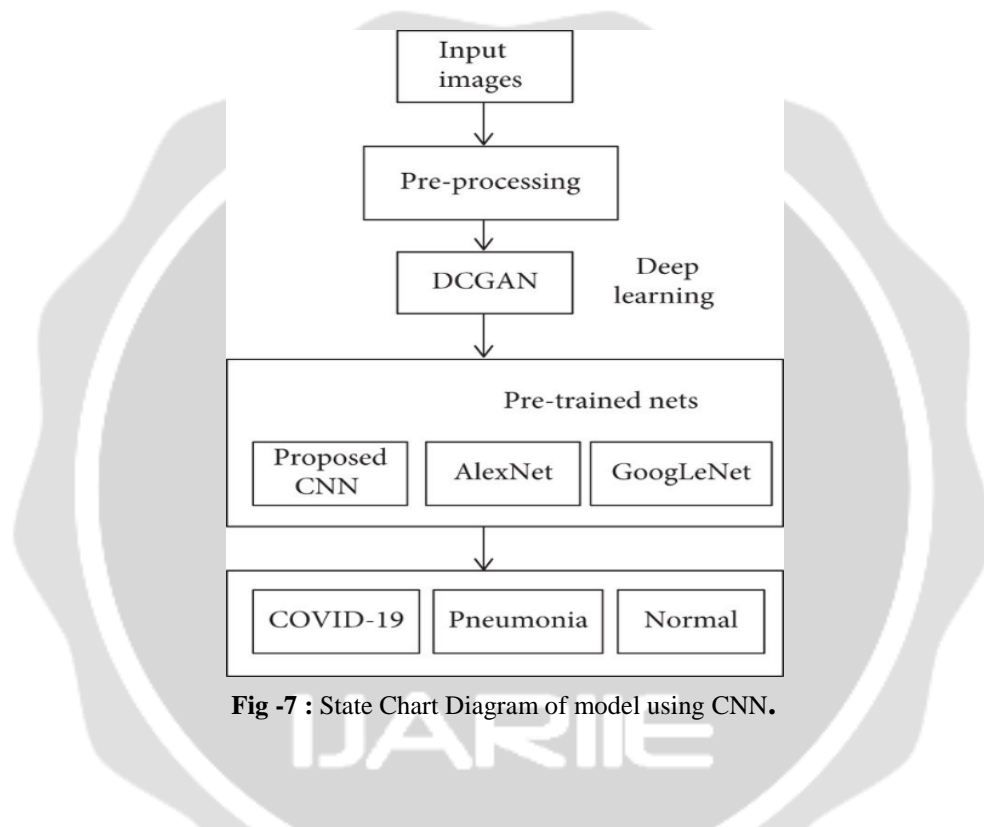 Input
images
Pre-processing
DCGAN
Deep
learning
Pre-trained nets
Proposed
CNN
AlexNet
GoogLeNet
COVID-19
Pneumonia
Normal
Fig -7 : State Chart Diagram of model using CNN.
IJARIIE